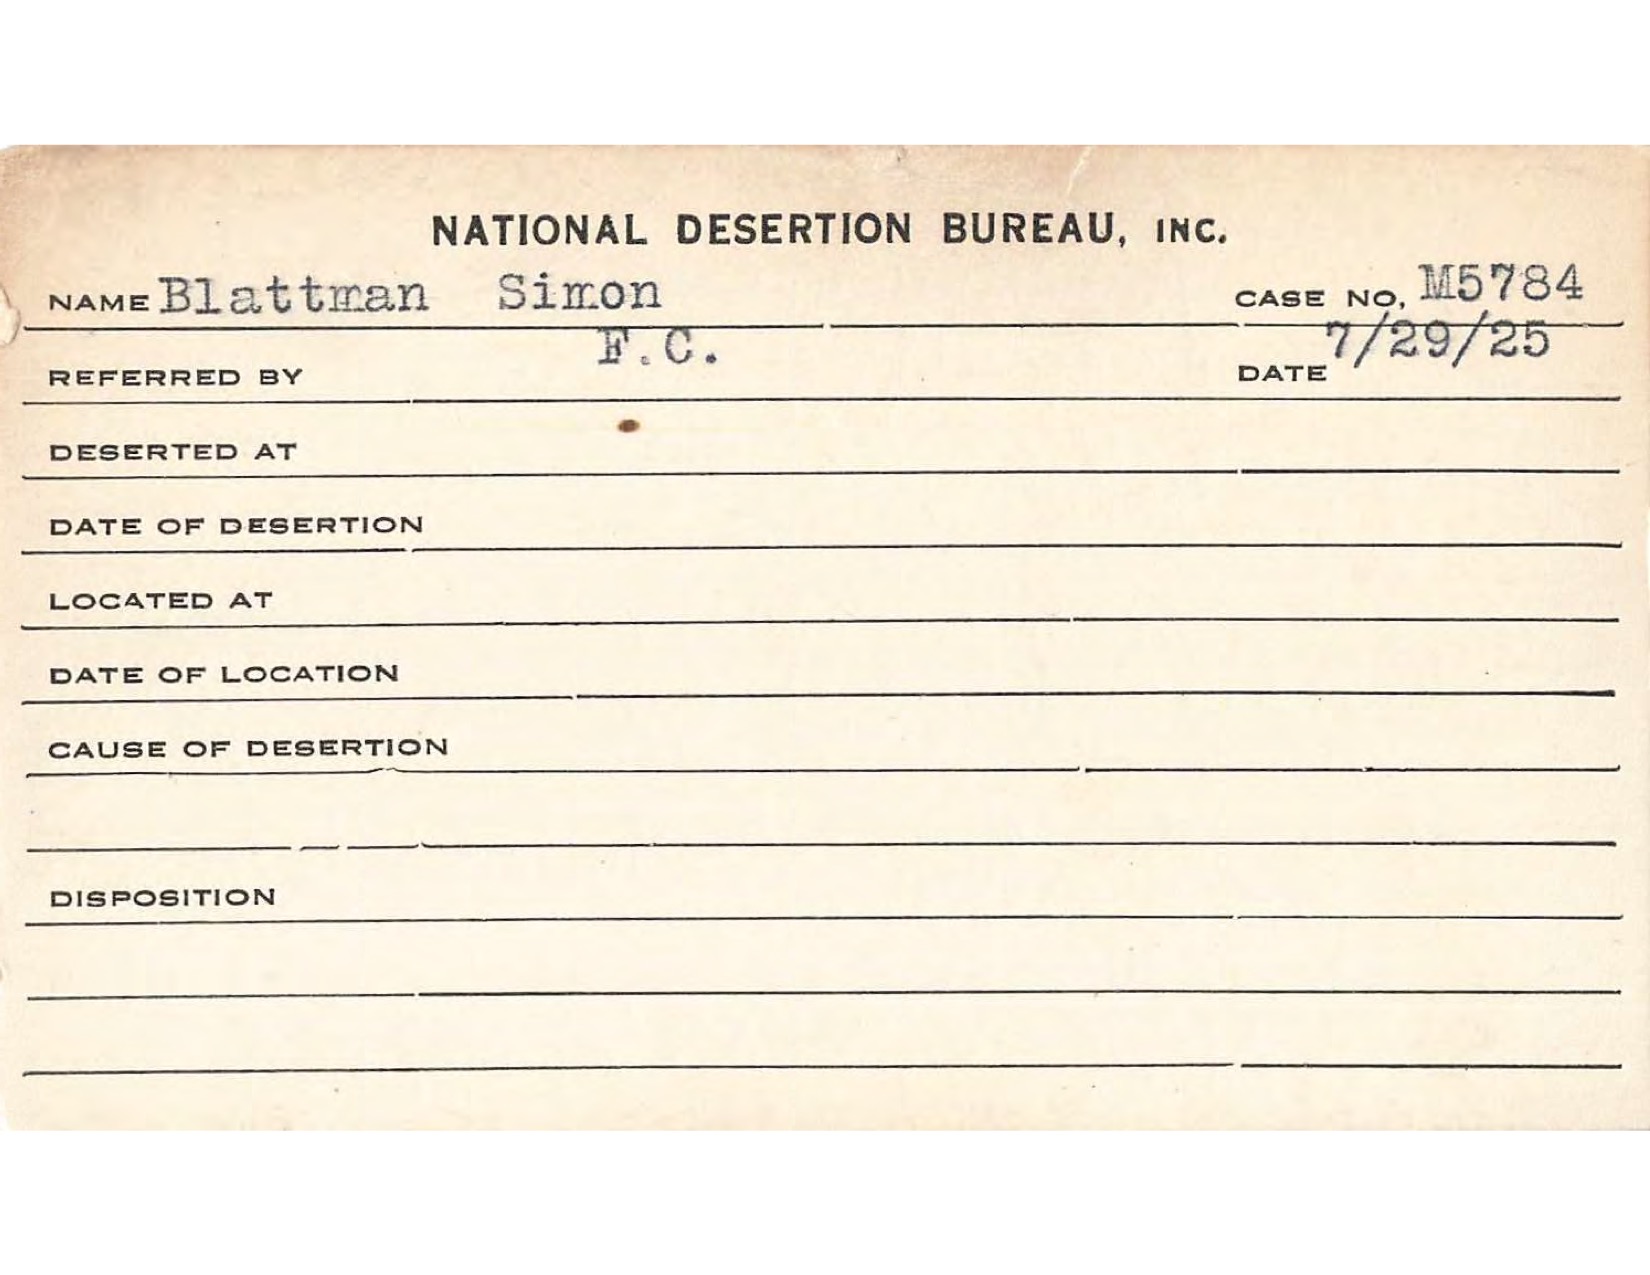 NATIONAL DESERTION BUREAU, INC.
NAME Blattman Simon CASE NO. M5784
REFERRED BY F.C. DATE 7/29/25
DESERTED AT
DATE OF DESERTION
LOCATED AT
DATE OF LOCATION
CAUSE OF DESERTION
DISPOSITION